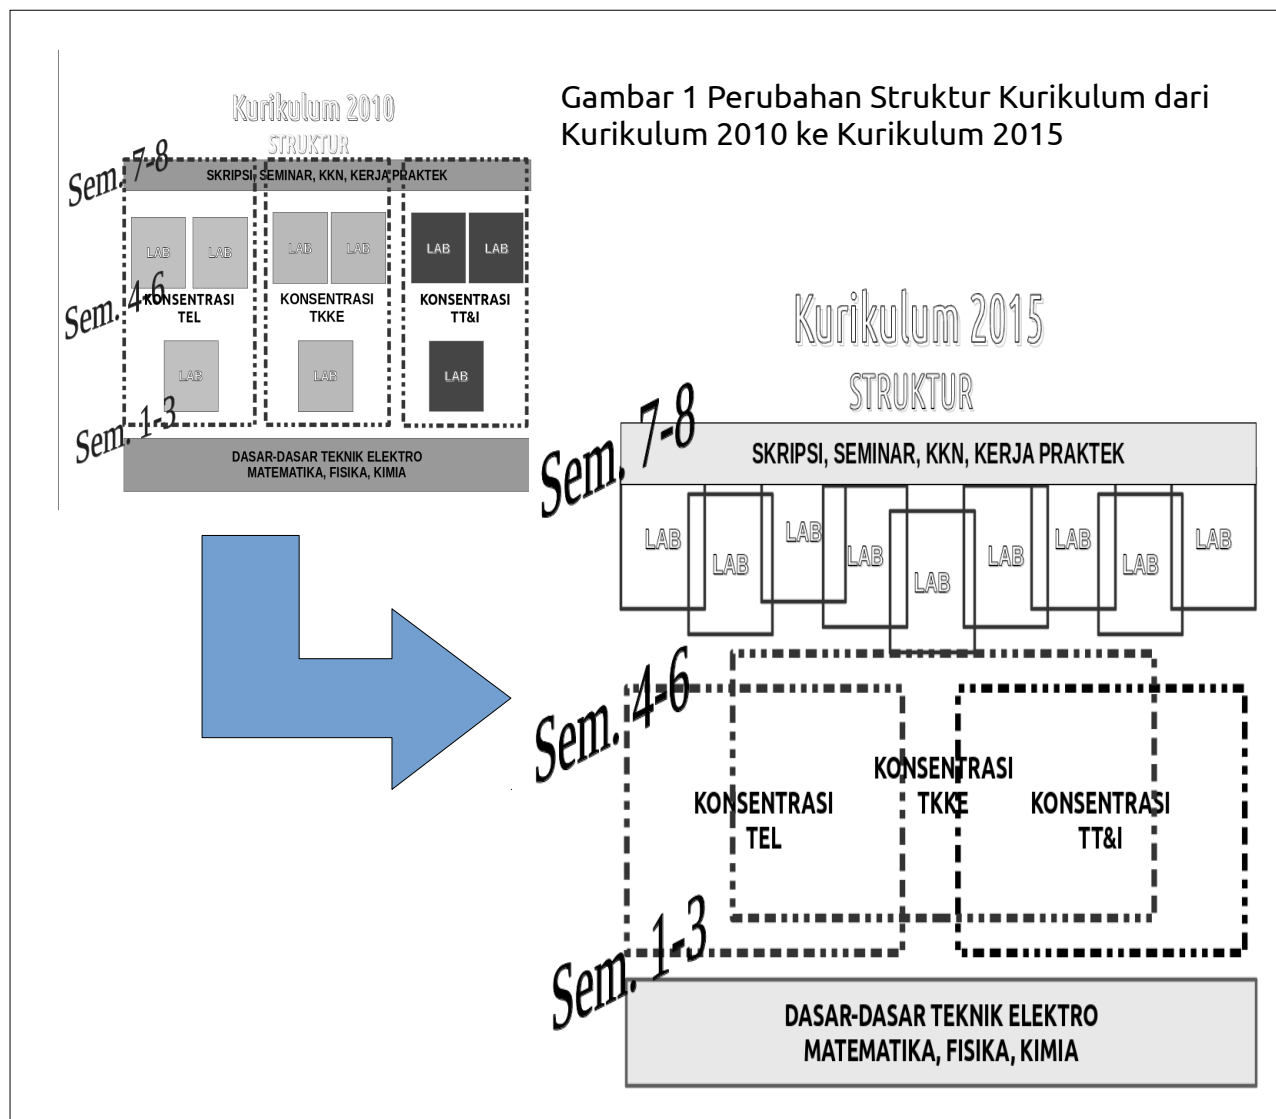 Gambar 1 Perubahan Struktur Kurikulum dari
Kurikulum 2010 ke Kurikulum 2015
Kurikulum 2010
STRUKTUR
Sem. 7-8
SKRIPSI, SEMINAR, KKN, KERJA PRAKTEK
LAB
LAB
LAB
LAB
LAB
LAB
Sem. 4-6
KONSENTRASI
TEL
KONSENTRASI
TKKE
KONSENTRASI
TT&I
LAB
LAB
LAB
Sem. 1-3
DASAR-DASAR TEKNIK ELEKTRO
MATEMATIKA, FISIKA, KIMIA
Kurikulum 2015
STRUKTUR
Sem. 7-8
SKRIPSI, SEMINAR, KKN, KERJA PRAKTEK
LAB
LAB
LAB
LAB
LAB
LAB
LAB
LAB
LAB
Sem. 4-6
KONSENTRASI
TEL
KONSENTRASI
TKKE
KONSENTRASI
TT&I
Sem. 1-3
DASAR-DASAR TEKNIK ELEKTRO
MATEMATIKA, FISIKA, KIMIA